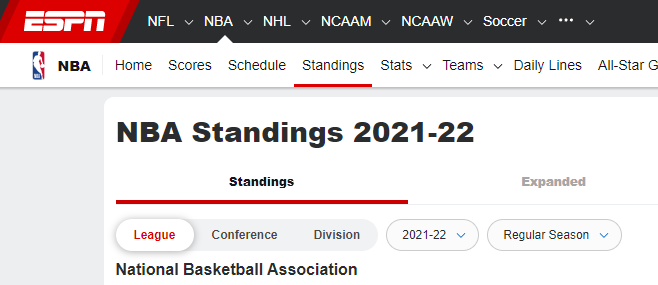 ESPN NFL NBA NHL NCAAM NCAAW Soccer •••
NBA Home Scores Schedule Standings Stats Teams Daily Lines All-Star G
NBA Standings 2021-22
Standings Expanded
League Conference Division 2021-22 Regular Season
National Basketball Association